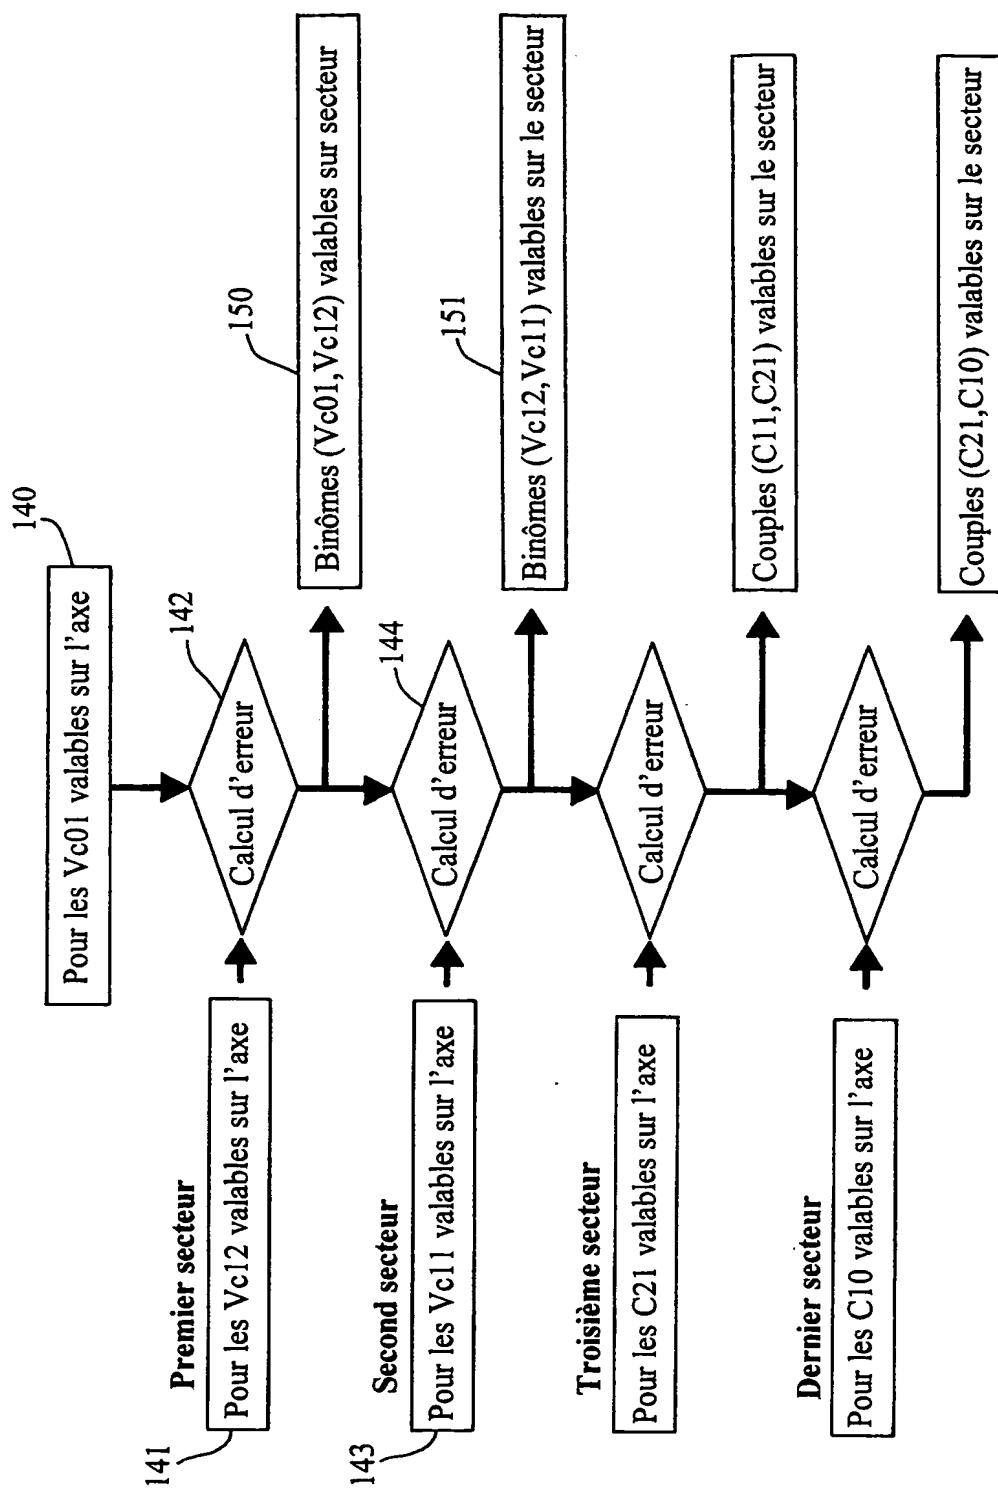 140
Pour les Vc01 valables sur l'axe
Premier secteur
141
Pour les Vc12 valables sur l'axe
142
Calcul d'erreur
150
Binômes (Vc01,Vc12) valables sur secteur
Second secteur
143
Pour les Vc11 valables sur l'axe
144
Calcul d'erreur
151
Binômes (Vc12,Vc11) valables sur le secteur
Troisième secteur
Pour les C21 valables sur l'axe
Calcul d'erreur
Couples (C11,C21) valables sur le secteur
Dernier secteur
Pour les C10 valables sur l'axe
Calcul d'erreur
Couples (C21,C10) valables sur le secteur